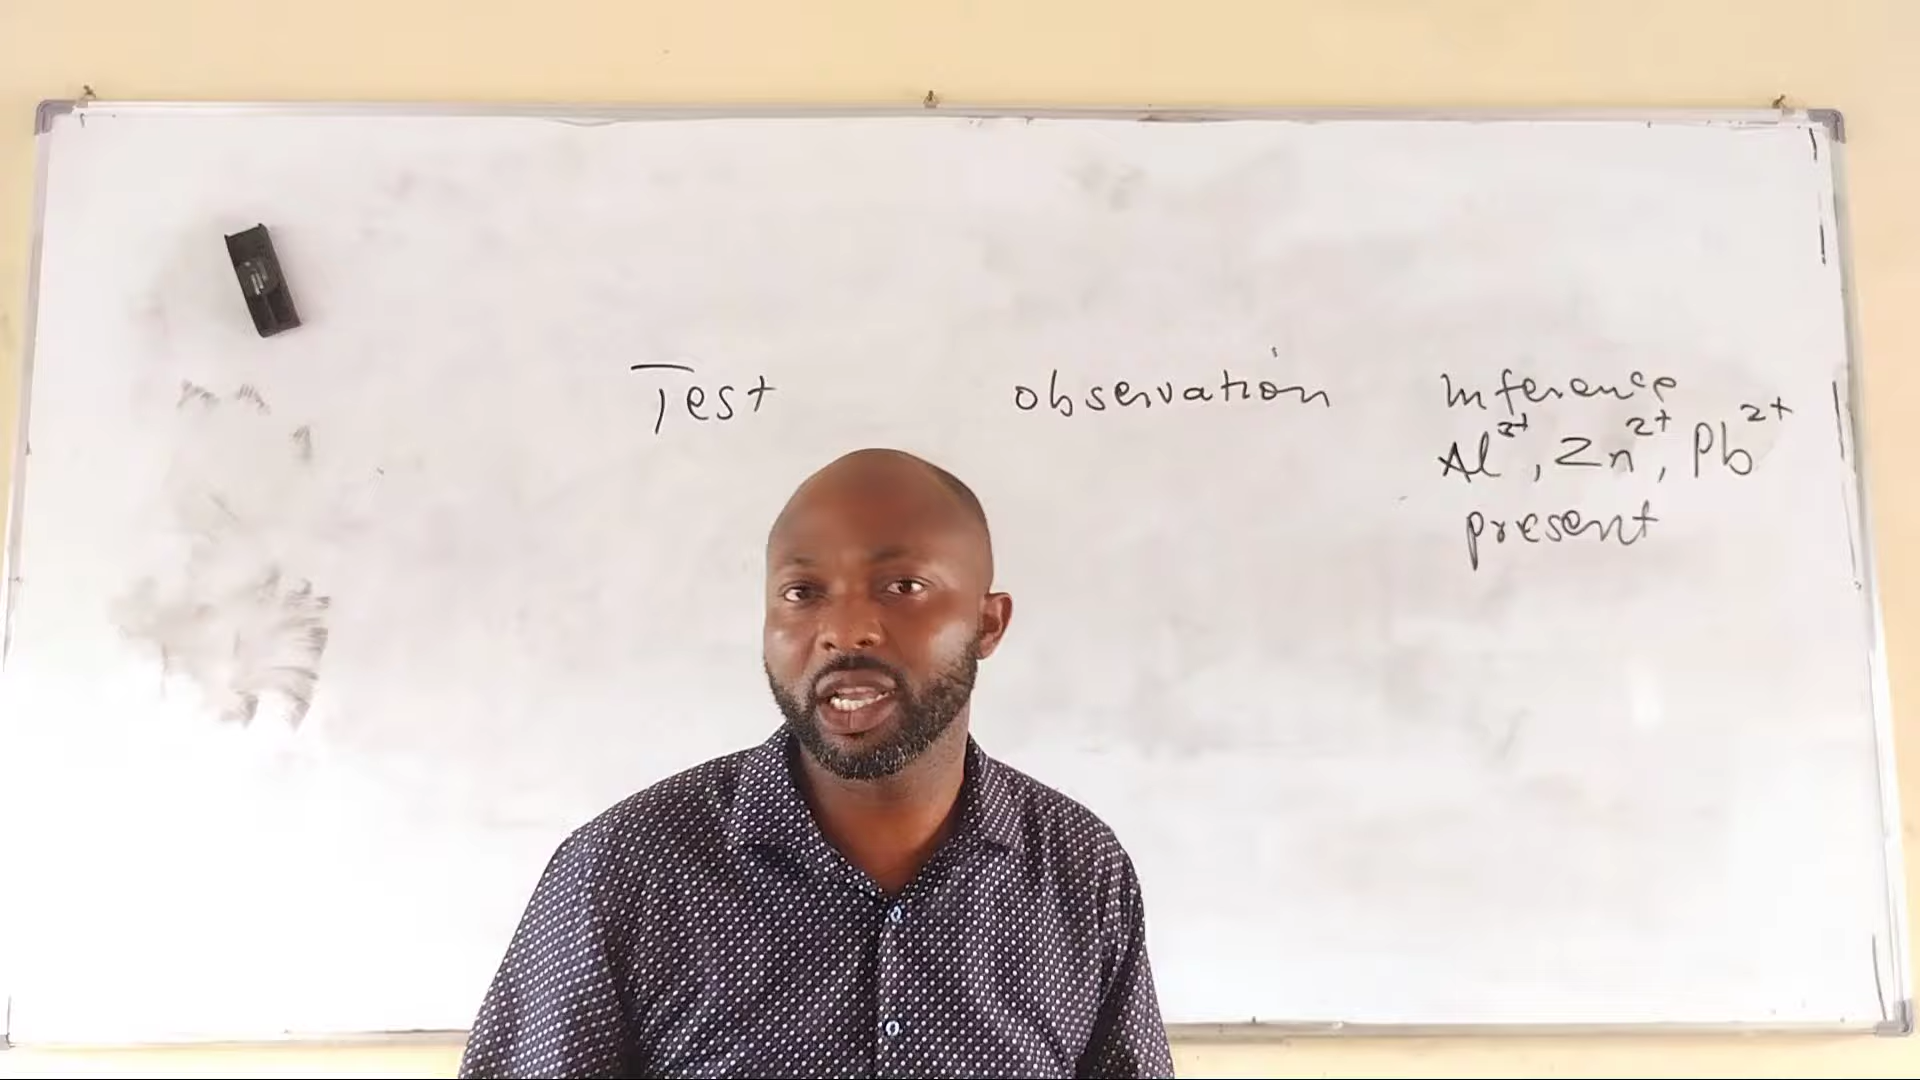 Test observation Inference
Al³⁺, Zn²⁺, Pb²⁺
present